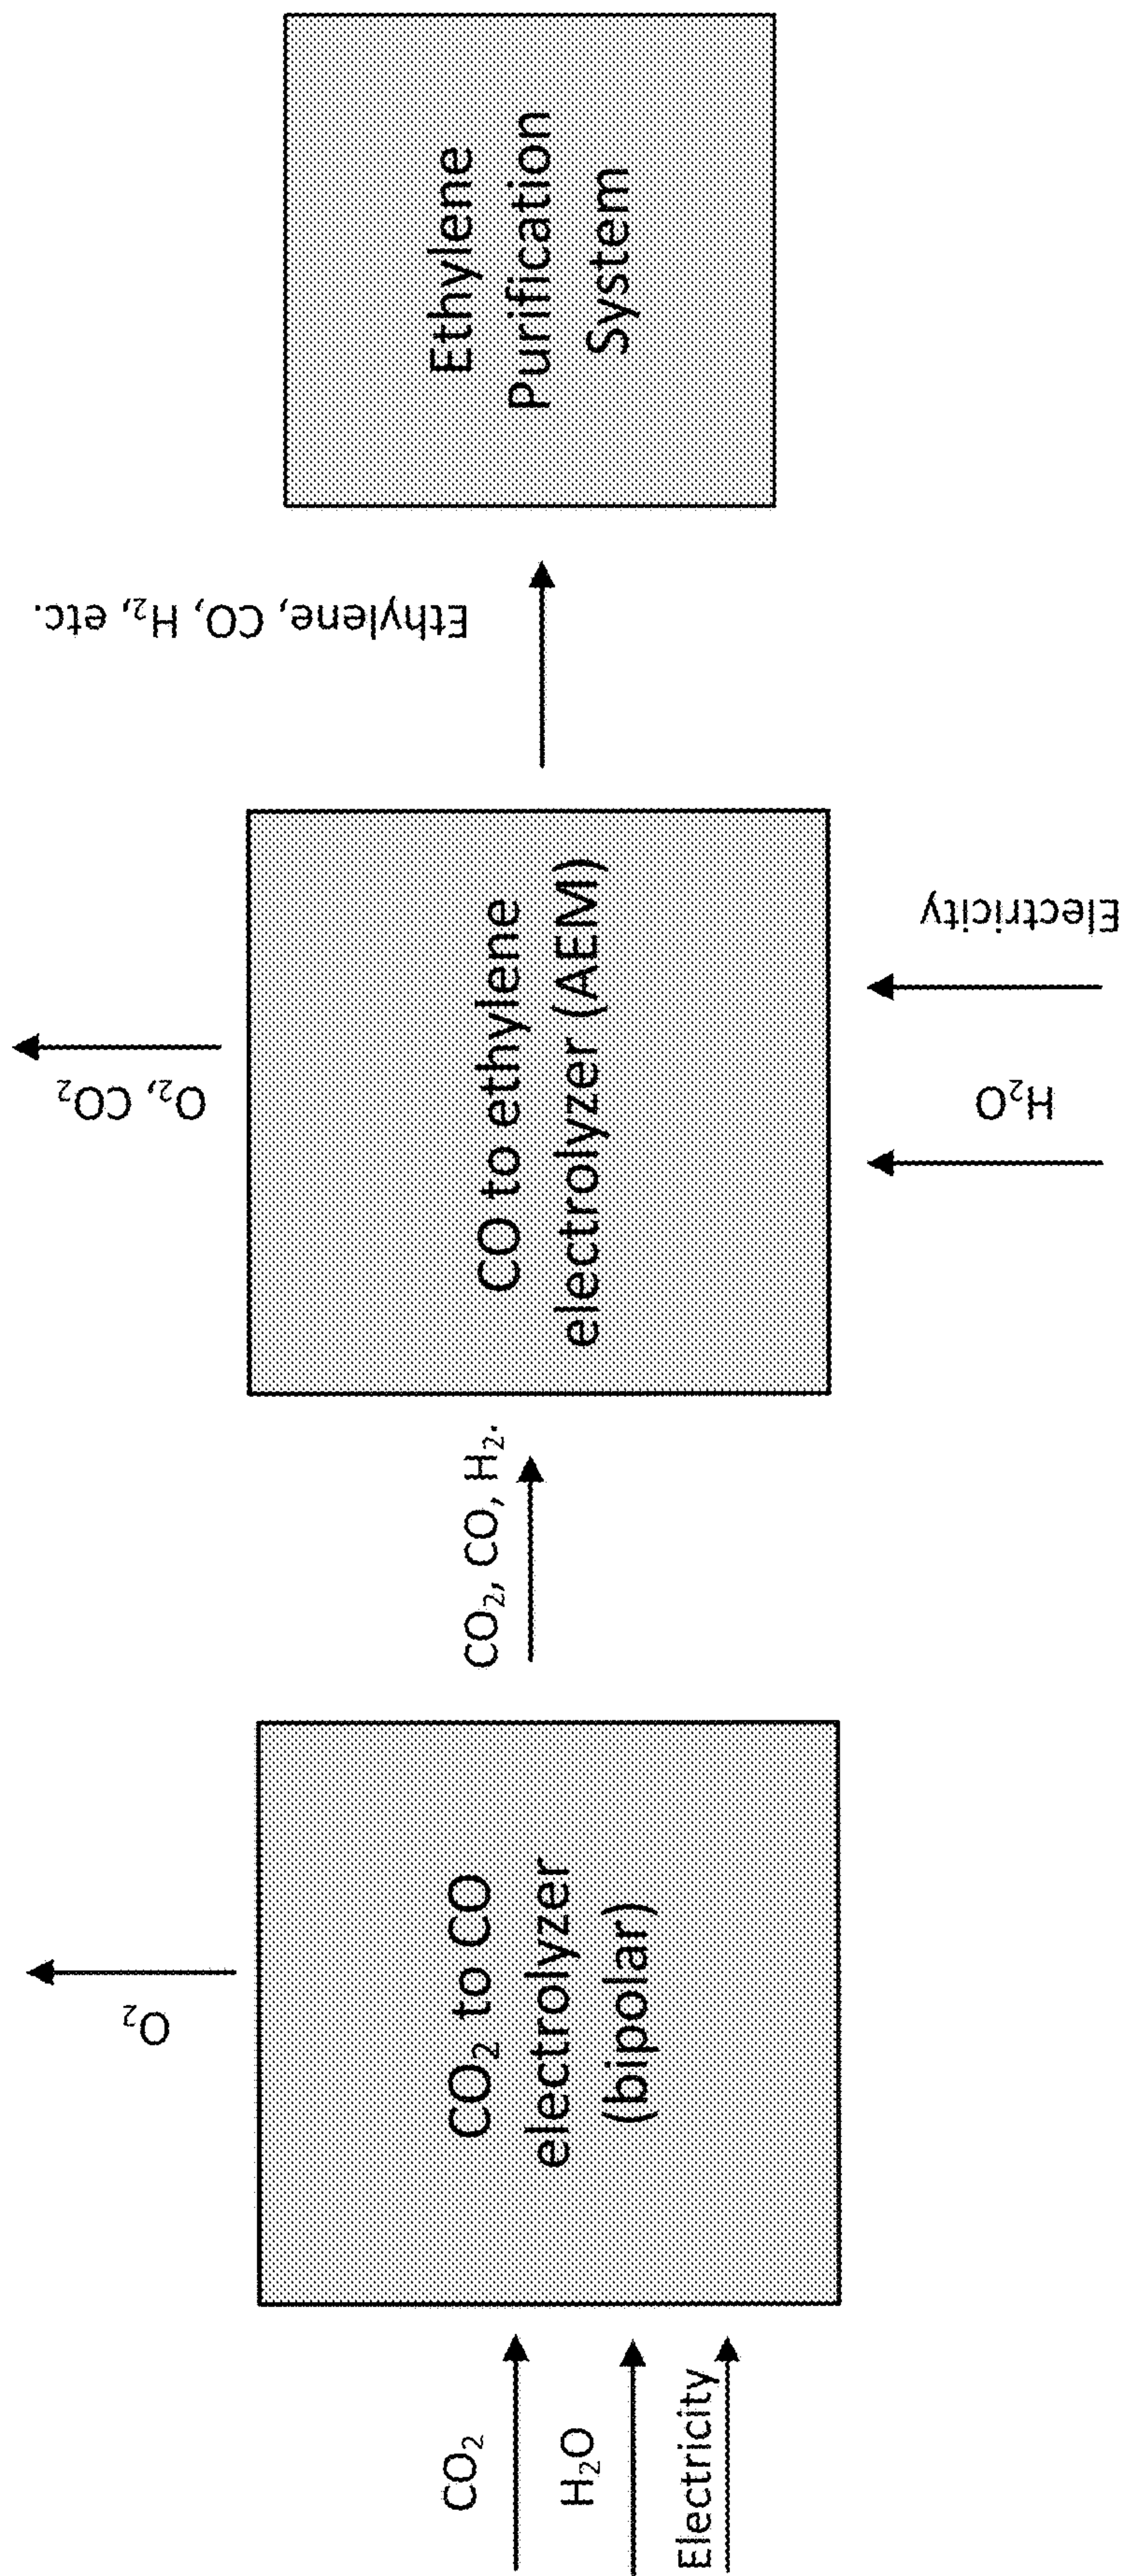 CO₂
H₂O
Electricity
O₂
CO₂ to CO
electrolyzer
(bipolar)
CO₂, CO, H₂.
O₂, CO₂
CO to ethylene
electrolyzer (AEM)
H₂O
Electricity
Ethylene, CO, H₂, etc.
Ethylene
Purification
System